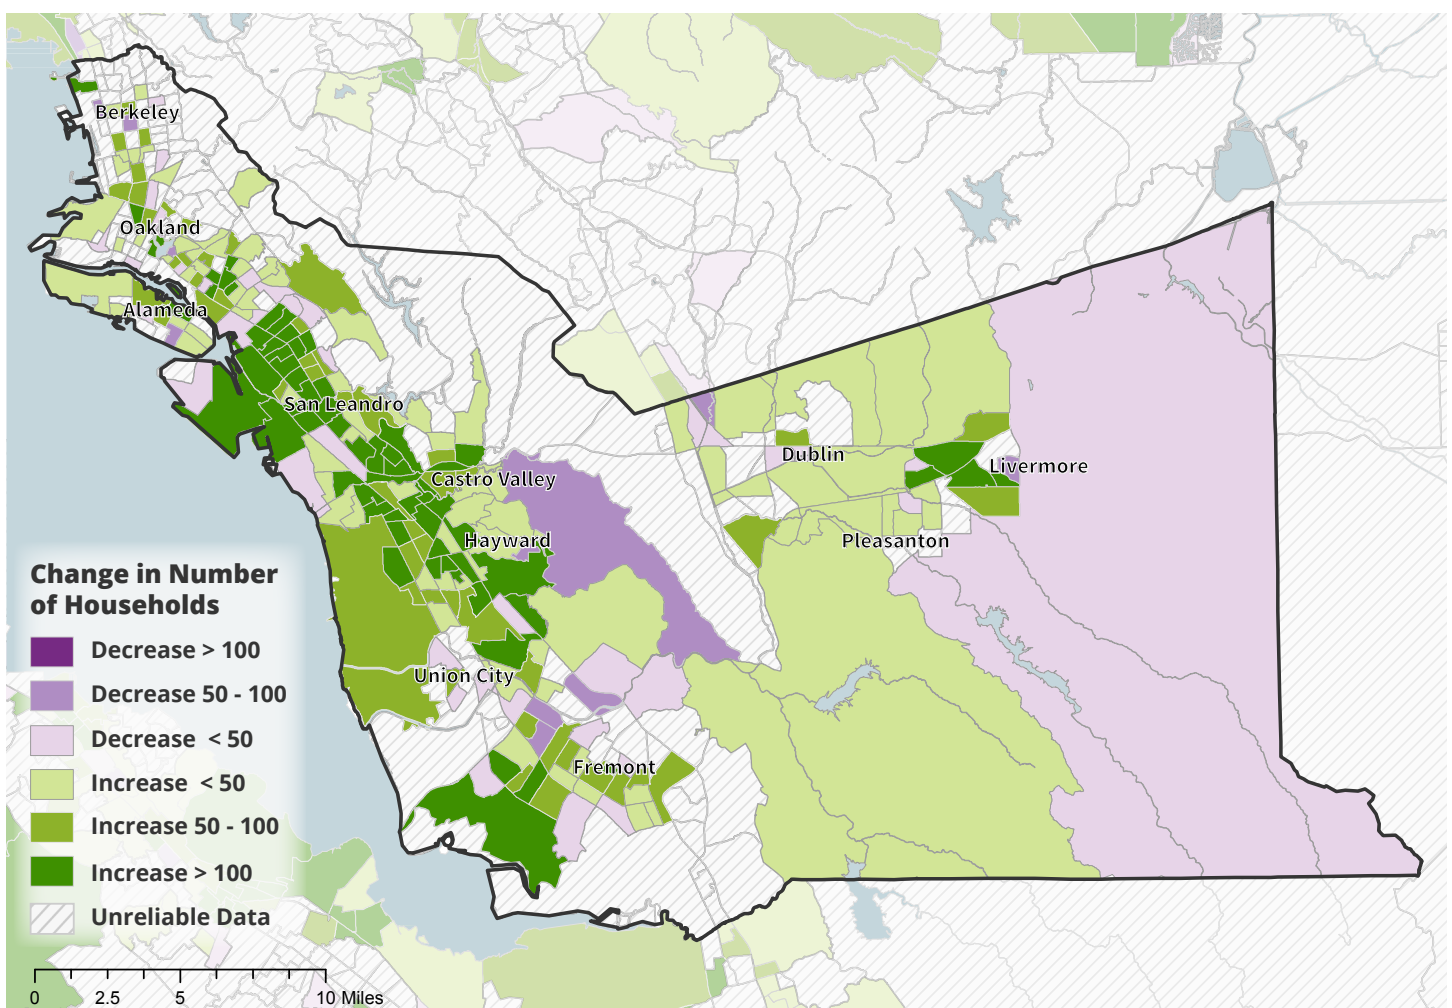 Berkeley
Oakland
Alameda
San Leandro
Castro Valley
Dublin
Livermore
Hayward
Pleasanton
Union City
Fremont
Change in Number
of Households
Decrease > 100
Decrease 50 - 100
Decrease < 50
Increase < 50
Increase 50 - 100
Increase > 100
Unreliable Data
0 2.5 5 10 Miles